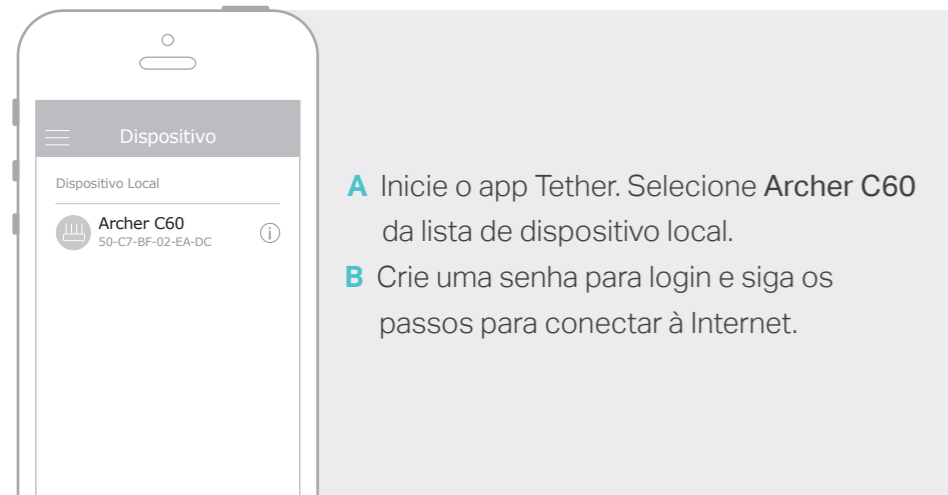 Dispositivo
Dispositivo Local
Archer C60
50-C7-BF-02-EA-DC
A Inicie o app Tether. Selecione Archer C60
da lista de dispositivo local.
B Crie uma senha para login e siga os
passos para conectar à Internet.